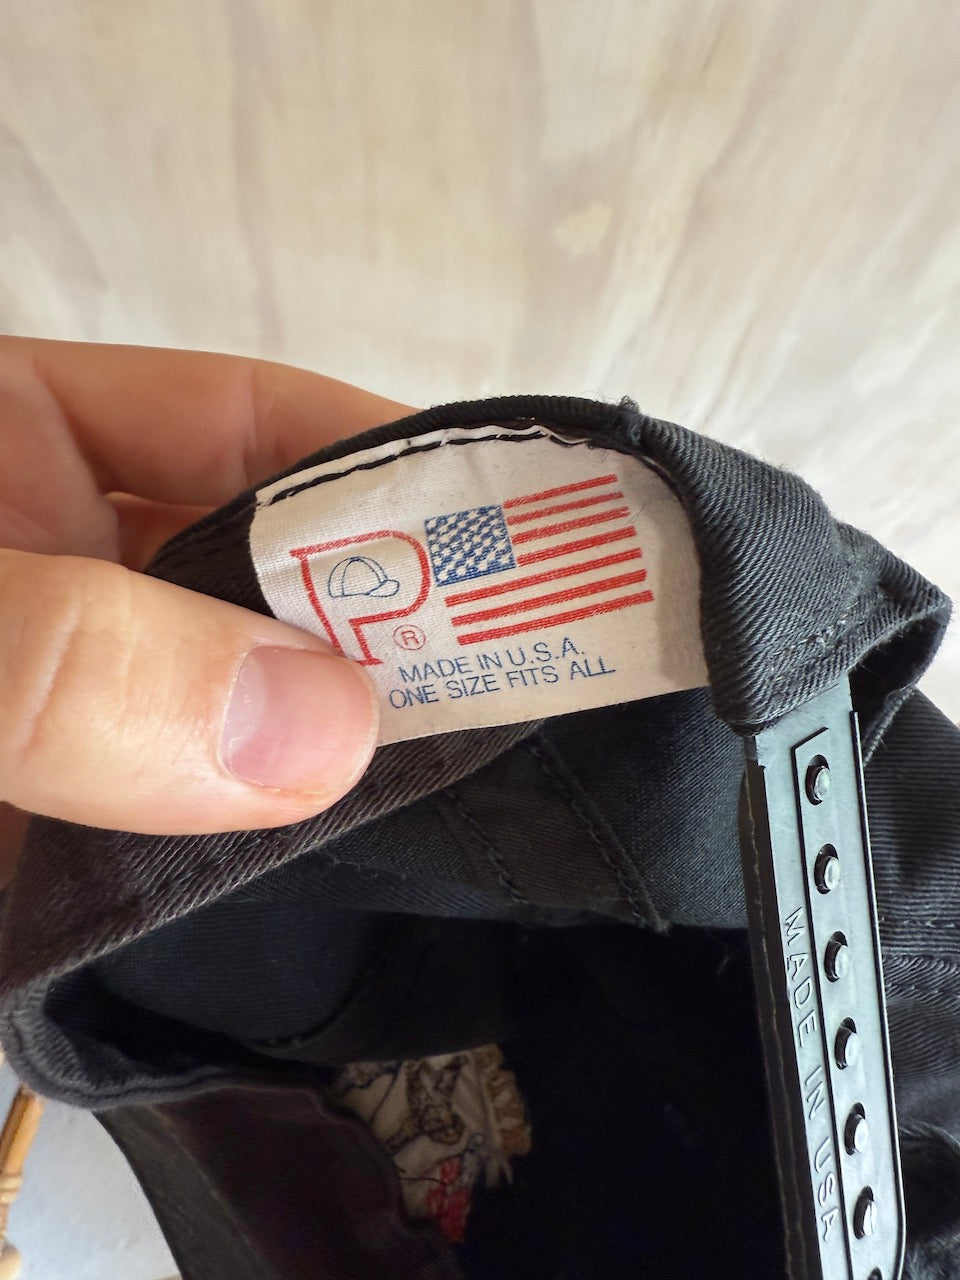 P
®
MADE IN U.S.A.
ONE SIZE FITS ALL
MADE IN USA